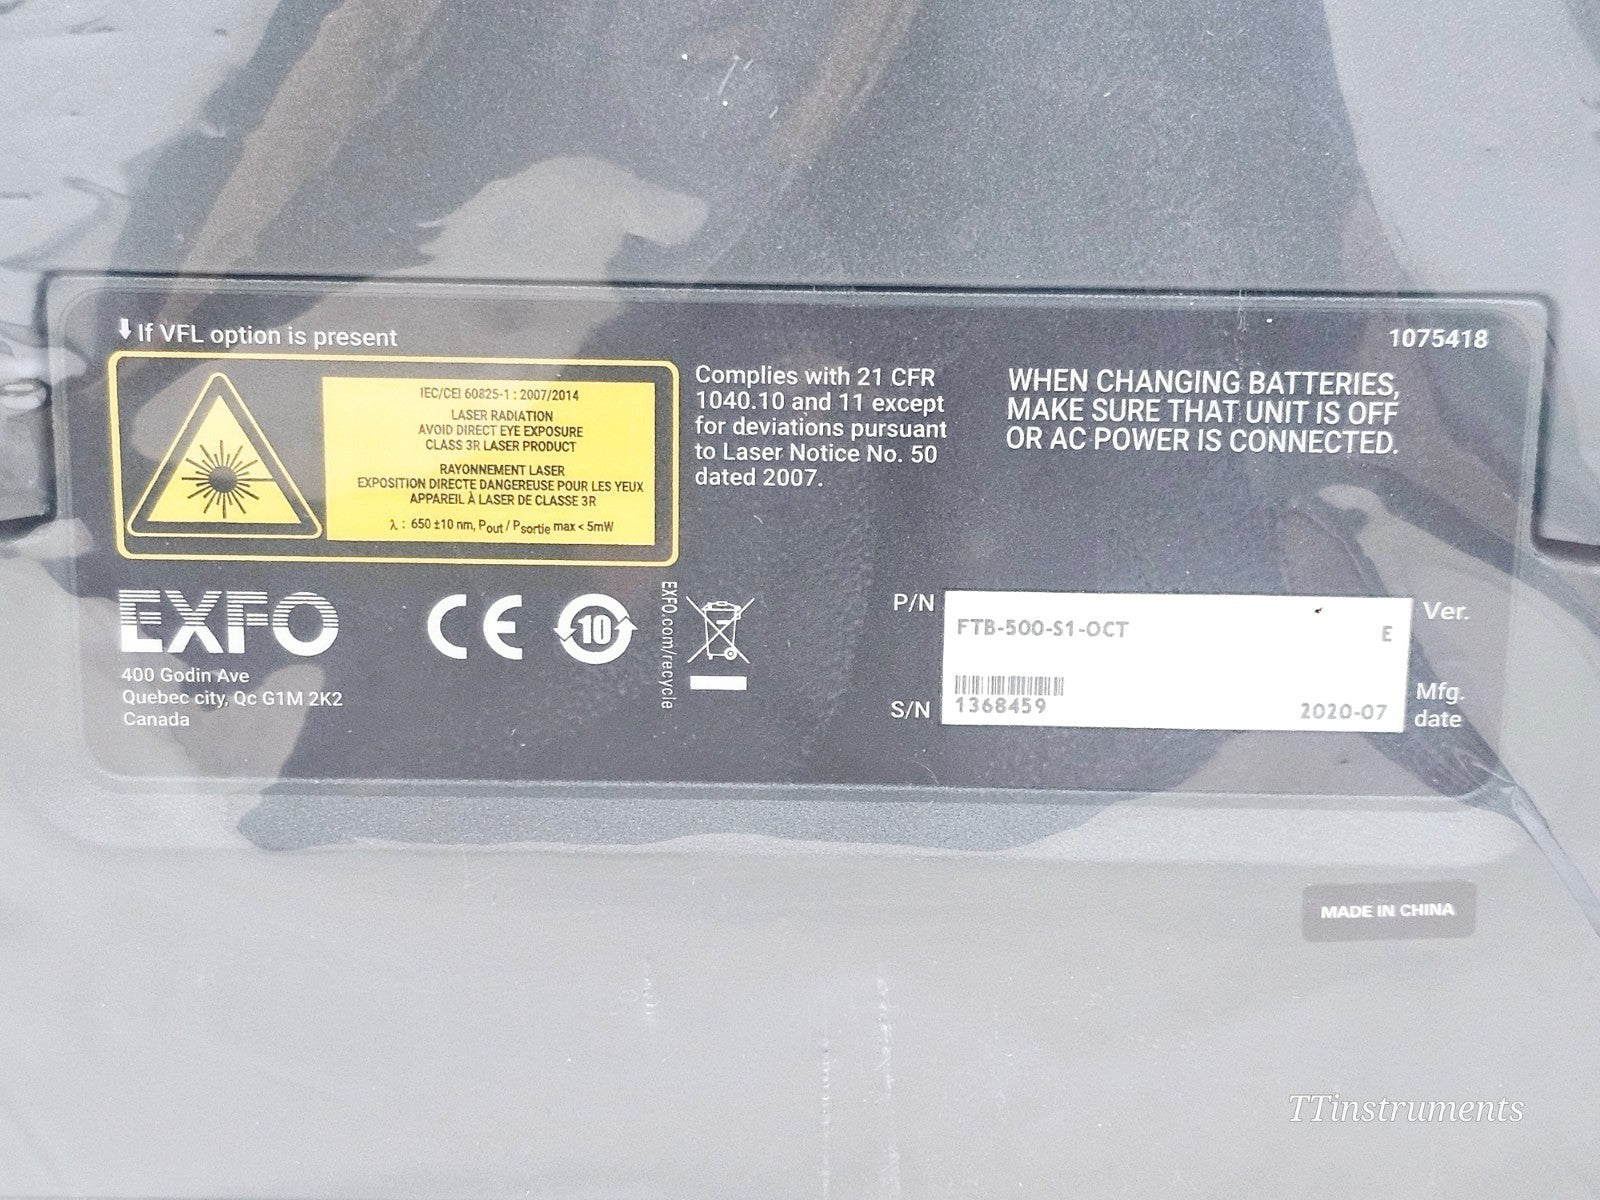 If VFL option is present
1075418
IEC/CEI 60825-1 : 2007/2014
LASER RADIATION
AVOID DIRECT EYE EXPOSURE
CLASS 3R LASER PRODUCT
RAYONNEMENT LASER
EXPOSITION DIRECTE DANGEREUSE POUR LES YEUX
APPAREIL À LASER DE CLASSE 3R
λ : 650 ±10 nm, Pout / Psortie max < 5mW
Complies with 21 CFR
1040.10 and 11 except
for deviations pursuant
to Laser Notice No. 50
dated 2007.
WHEN CHANGING BATTERIES,
MAKE SURE THAT UNIT IS OFF
OR AC POWER IS CONNECTED.
EXFO
400 Godin Ave
Quebec city, Qc G1M 2K2
Canada
CE
10
EXFO.com/recycle
P/N FTB-500-S1-OCT E Ver.
S/N 1368459 2020-07 Mfg. date
MADE IN CHINA
TTinstruments